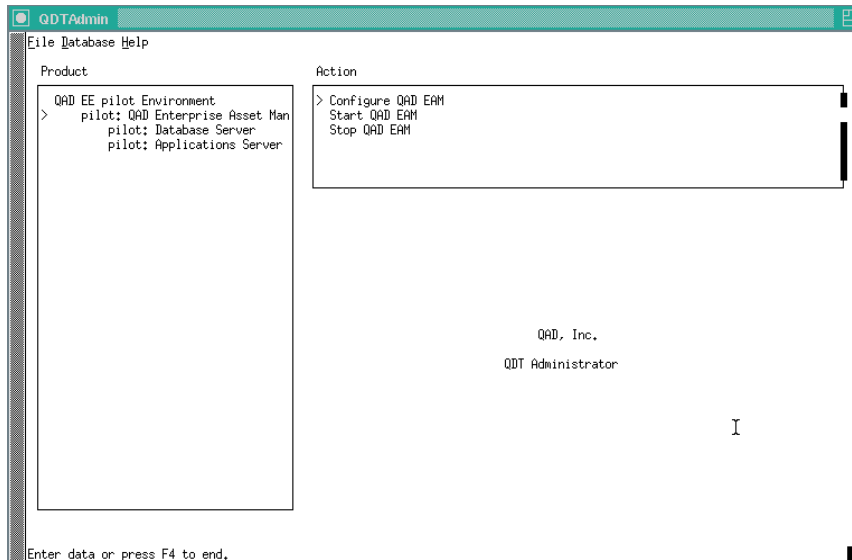 QDTAdmin
File Database Help
Product
QAD EE pilot Environment
> pilot: QAD Enterprise Asset Man
pilot: Database Server
pilot: Applications Server
Action
> Configure QAD EAM
Start QAD EAM
Stop QAD EAM
QAD, Inc.
QDT Administrator
Enter data or press F4 to end.